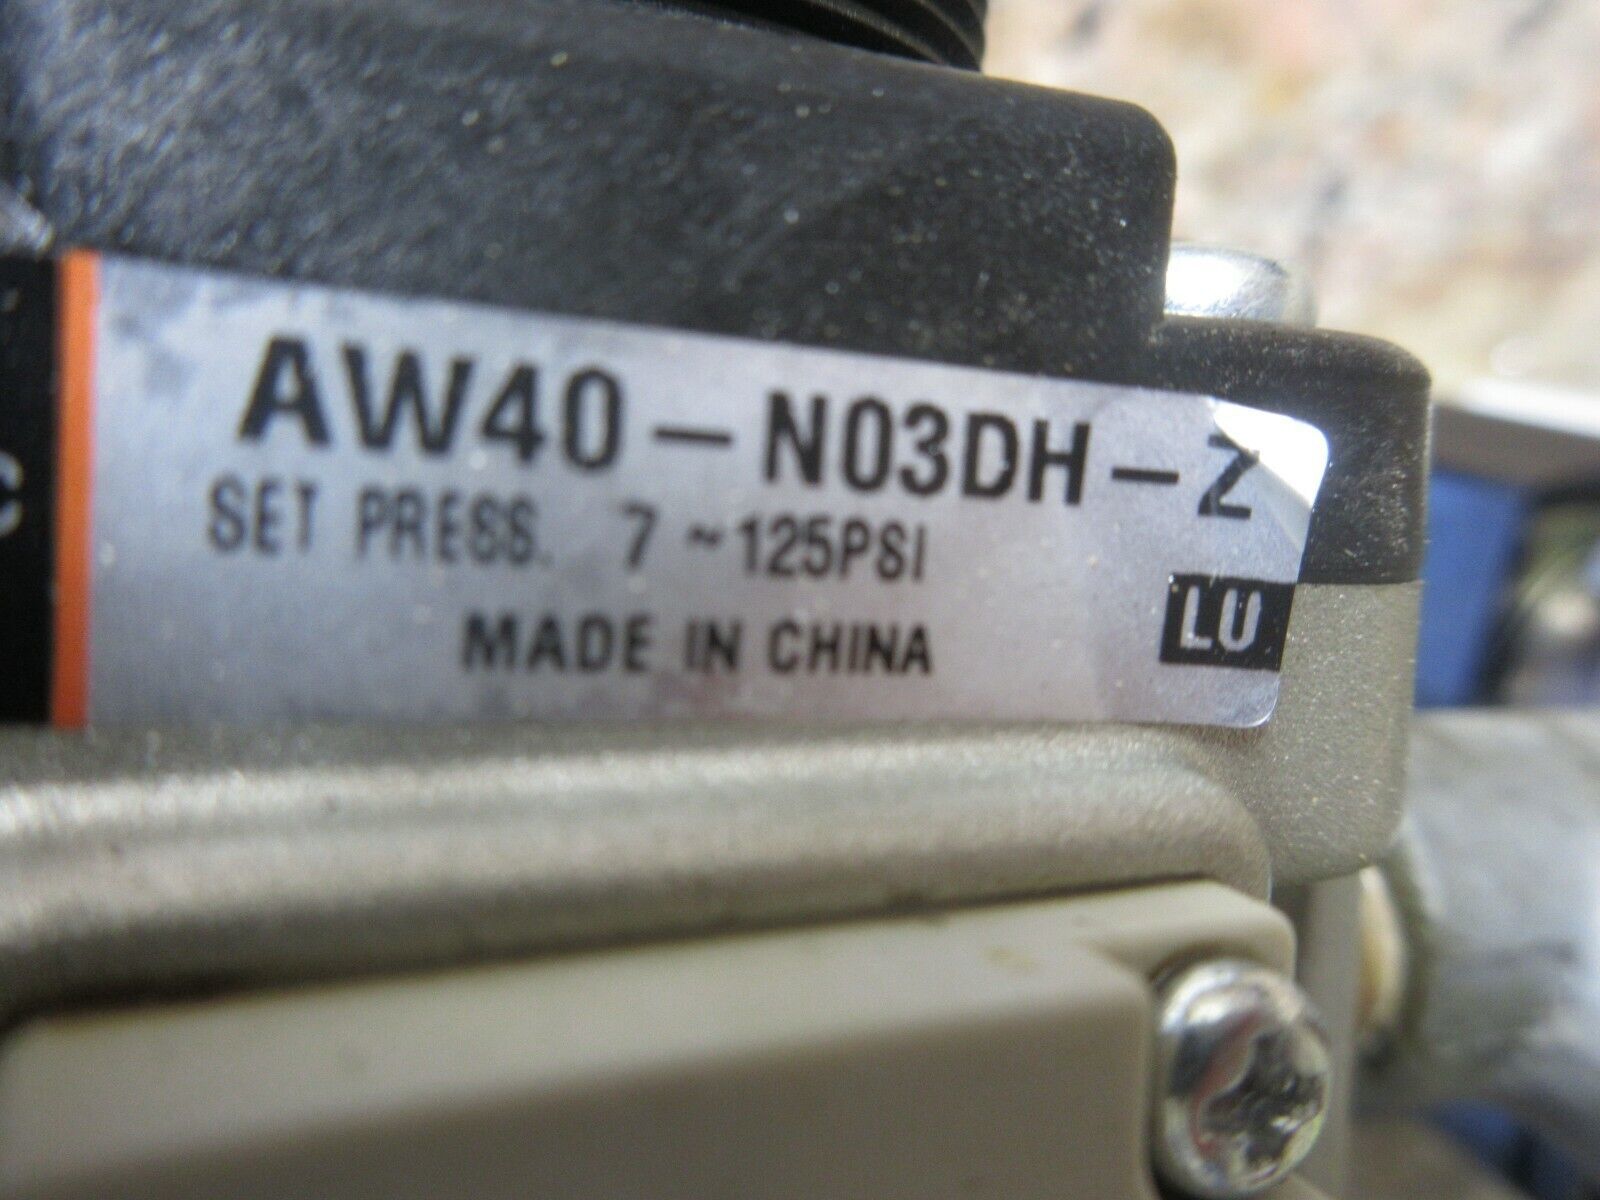 AW40-N03DH-Z
SET PRESS. 7~125PSI
MADE IN CHINA
LU
C